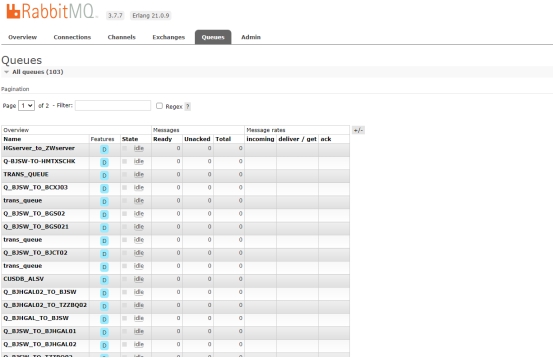 RabbitMQ 3.7.7 Erlang 21.0.9
Overview Connections Channels Exchanges Queues Admin
Queues
All queues (103)
Pagination
Page 1 of 2 - Filter: Regex ?
Overview Messages Message rates +/-
Name Features State Ready Unacked Total incoming deliver / get ack
HGserver_to_ZWserver D idle 0 0 0
Q-BJSW-TO-HMTXSCHK D idle 0 0 0
TRANS_QUEUE D idle 0 0 0
Q_BJSW_TO_BCXJ03 D idle 0 0 0
trans_queue D idle 0 0 0
Q_BJSW_TO_BGS02 D idle 0 0 0
Q_BJSW_TO_BGS021 D idle 0 0 0
trans_queue D idle 0 0 0
Q_BJSW_TO_BJCT02 D idle 0 0 0
trans_queue D idle 0 0 0
CUSDB_ALSV D idle 0 0 0
Q_BJHGAL02_TO_BJSW D idle 0 0 0
Q_BJHGAL02_TO_TZZBQ02 D idle 0 0 0
Q_BJHGAL_TO_BJSW D idle 0 0 0
Q_BJSW_TO_BJHGAL01 D idle 0 0 0
Q_BJSW_TO_BJHGAL02 D idle 0 0 0
D idle 0 0 0